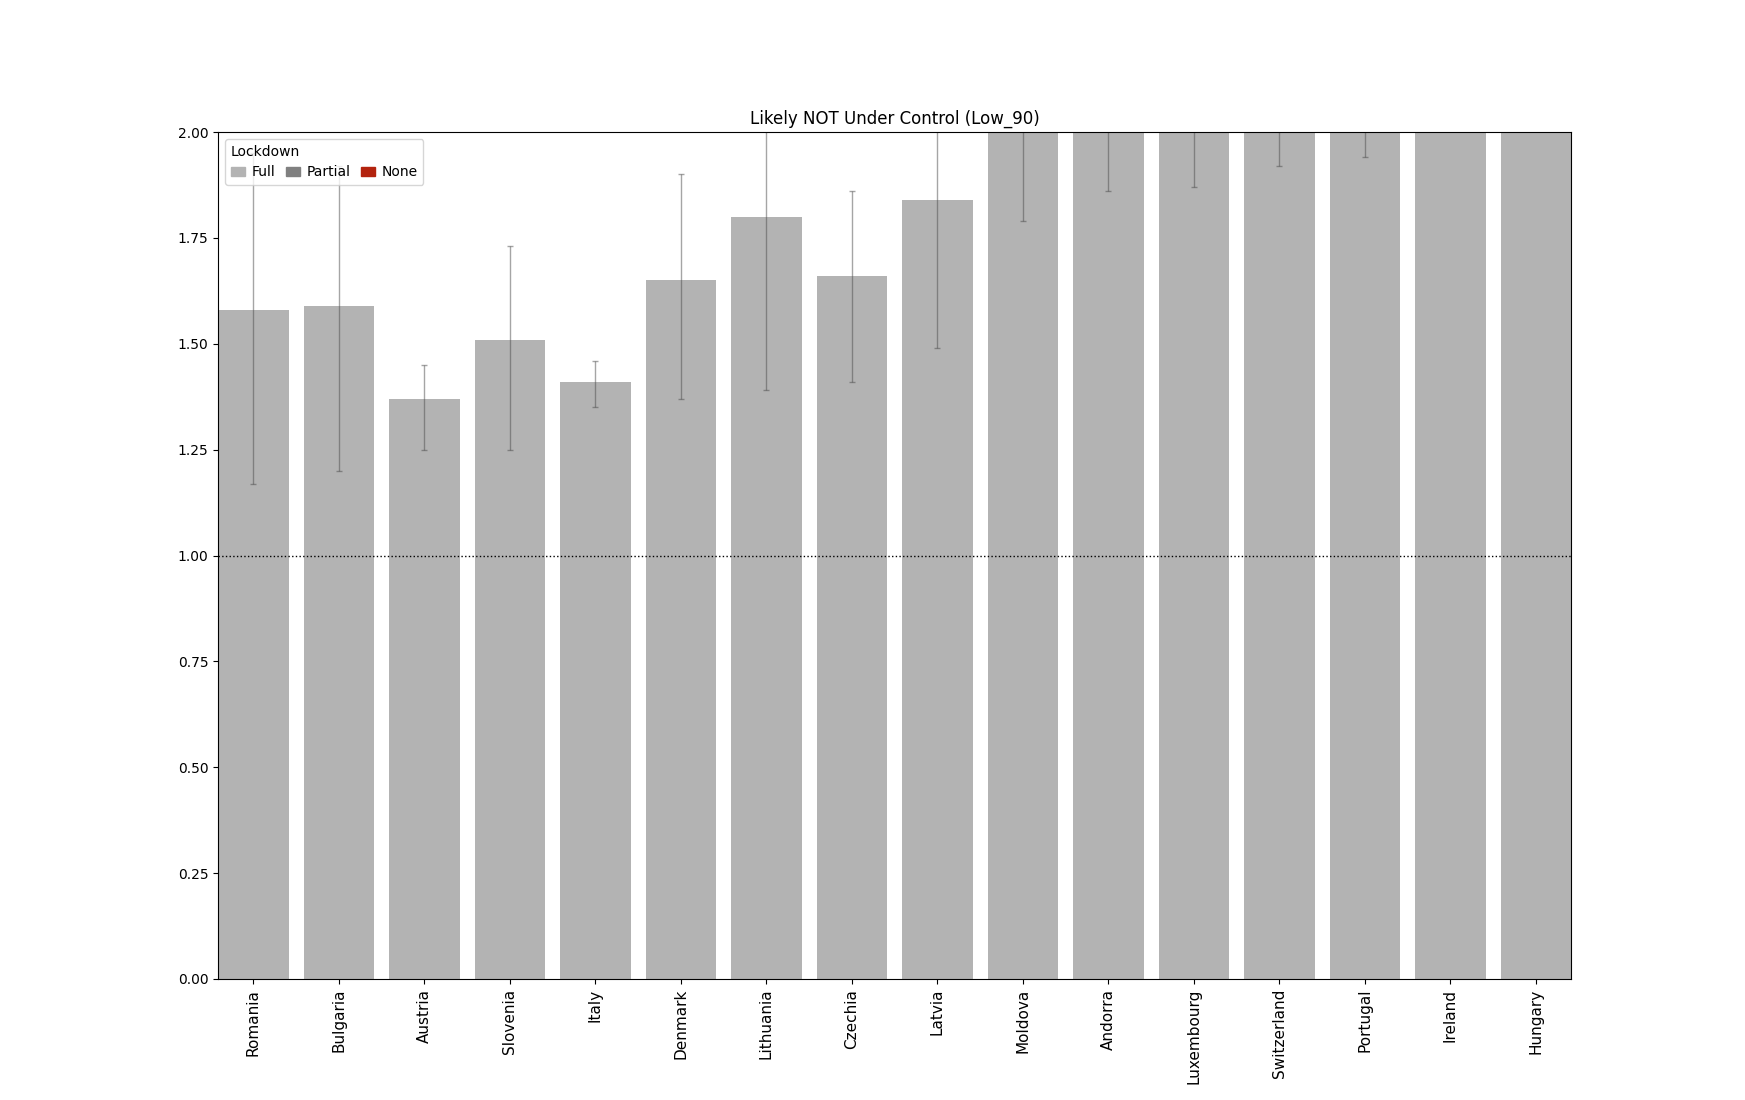 Likely NOT Under Control (Low_90)
Lockdown
Full Partial None
2.00
1.75
1.50
1.25
1.00
0.75
0.50
0.25
0.00
Romania
Bulgaria
Austria
Slovenia
Italy
Denmark
Lithuania
Czechia
Latvia
Moldova
Andorra
Luxembourg
Switzerland
Portugal
Ireland
Hungary